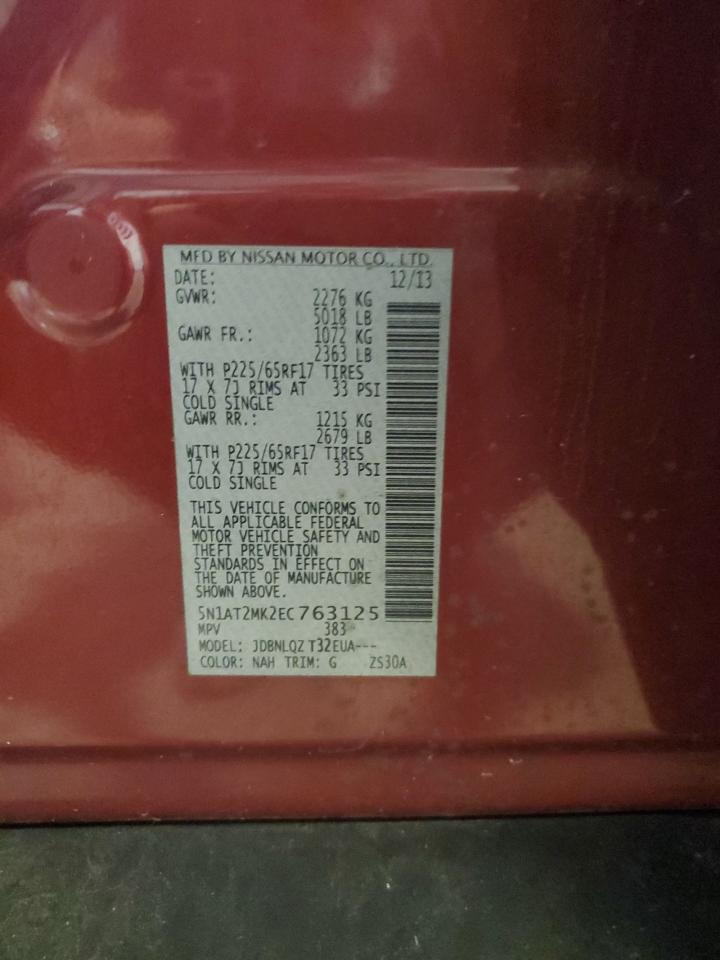 MFD BY NISSAN MOTOR CO., LTD.
DATE: 12/13
GVWR: 2276 KG
5018 LB
GAWR FR.: 1072 KG
2363 LB
WITH P225/65RF17 TIRES
17 X 7J RIMS AT 33 PSI
COLD SINGLE
GAWR RR.: 1215 KG
2679 LB
WITH P225/65RF17 TIRES
17 X 7J RIMS AT 33 PSI
COLD SINGLE
THIS VEHICLE CONFORMS TO
ALL APPLICABLE FEDERAL
MOTOR VEHICLE SAFETY AND
THEFT PREVENTION
STANDARDS IN EFFECT ON
THE DATE OF MANUFACTURE
SHOWN ABOVE.
5N1AT2MK2EC763125
MPV 383
MODEL: JDBNLQZ T32EUA---
COLOR: NAH TRIM: G ZS30A